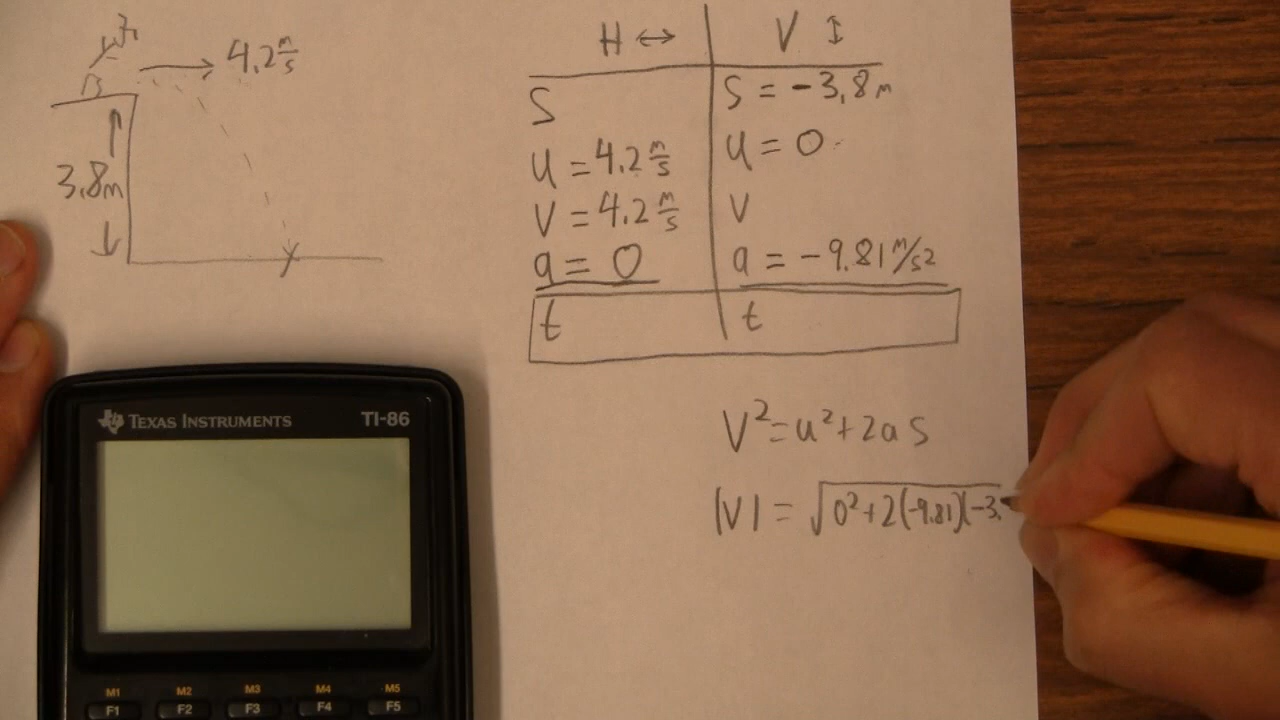 4.2 m/s
3.8m
H ↔ V ↕
S S = -3.8m
u = 4.2 m/s u = 0
V = 4.2 m/s V
a = 0 a = -9.81 m/s²
t t
V² = u² + 2as
|V| = √0² + 2(-9.81)(-3.
TEXAS INSTRUMENTS TI-86
M1 M2 M3 M4 M5
F1 F2 F3 F4 F5